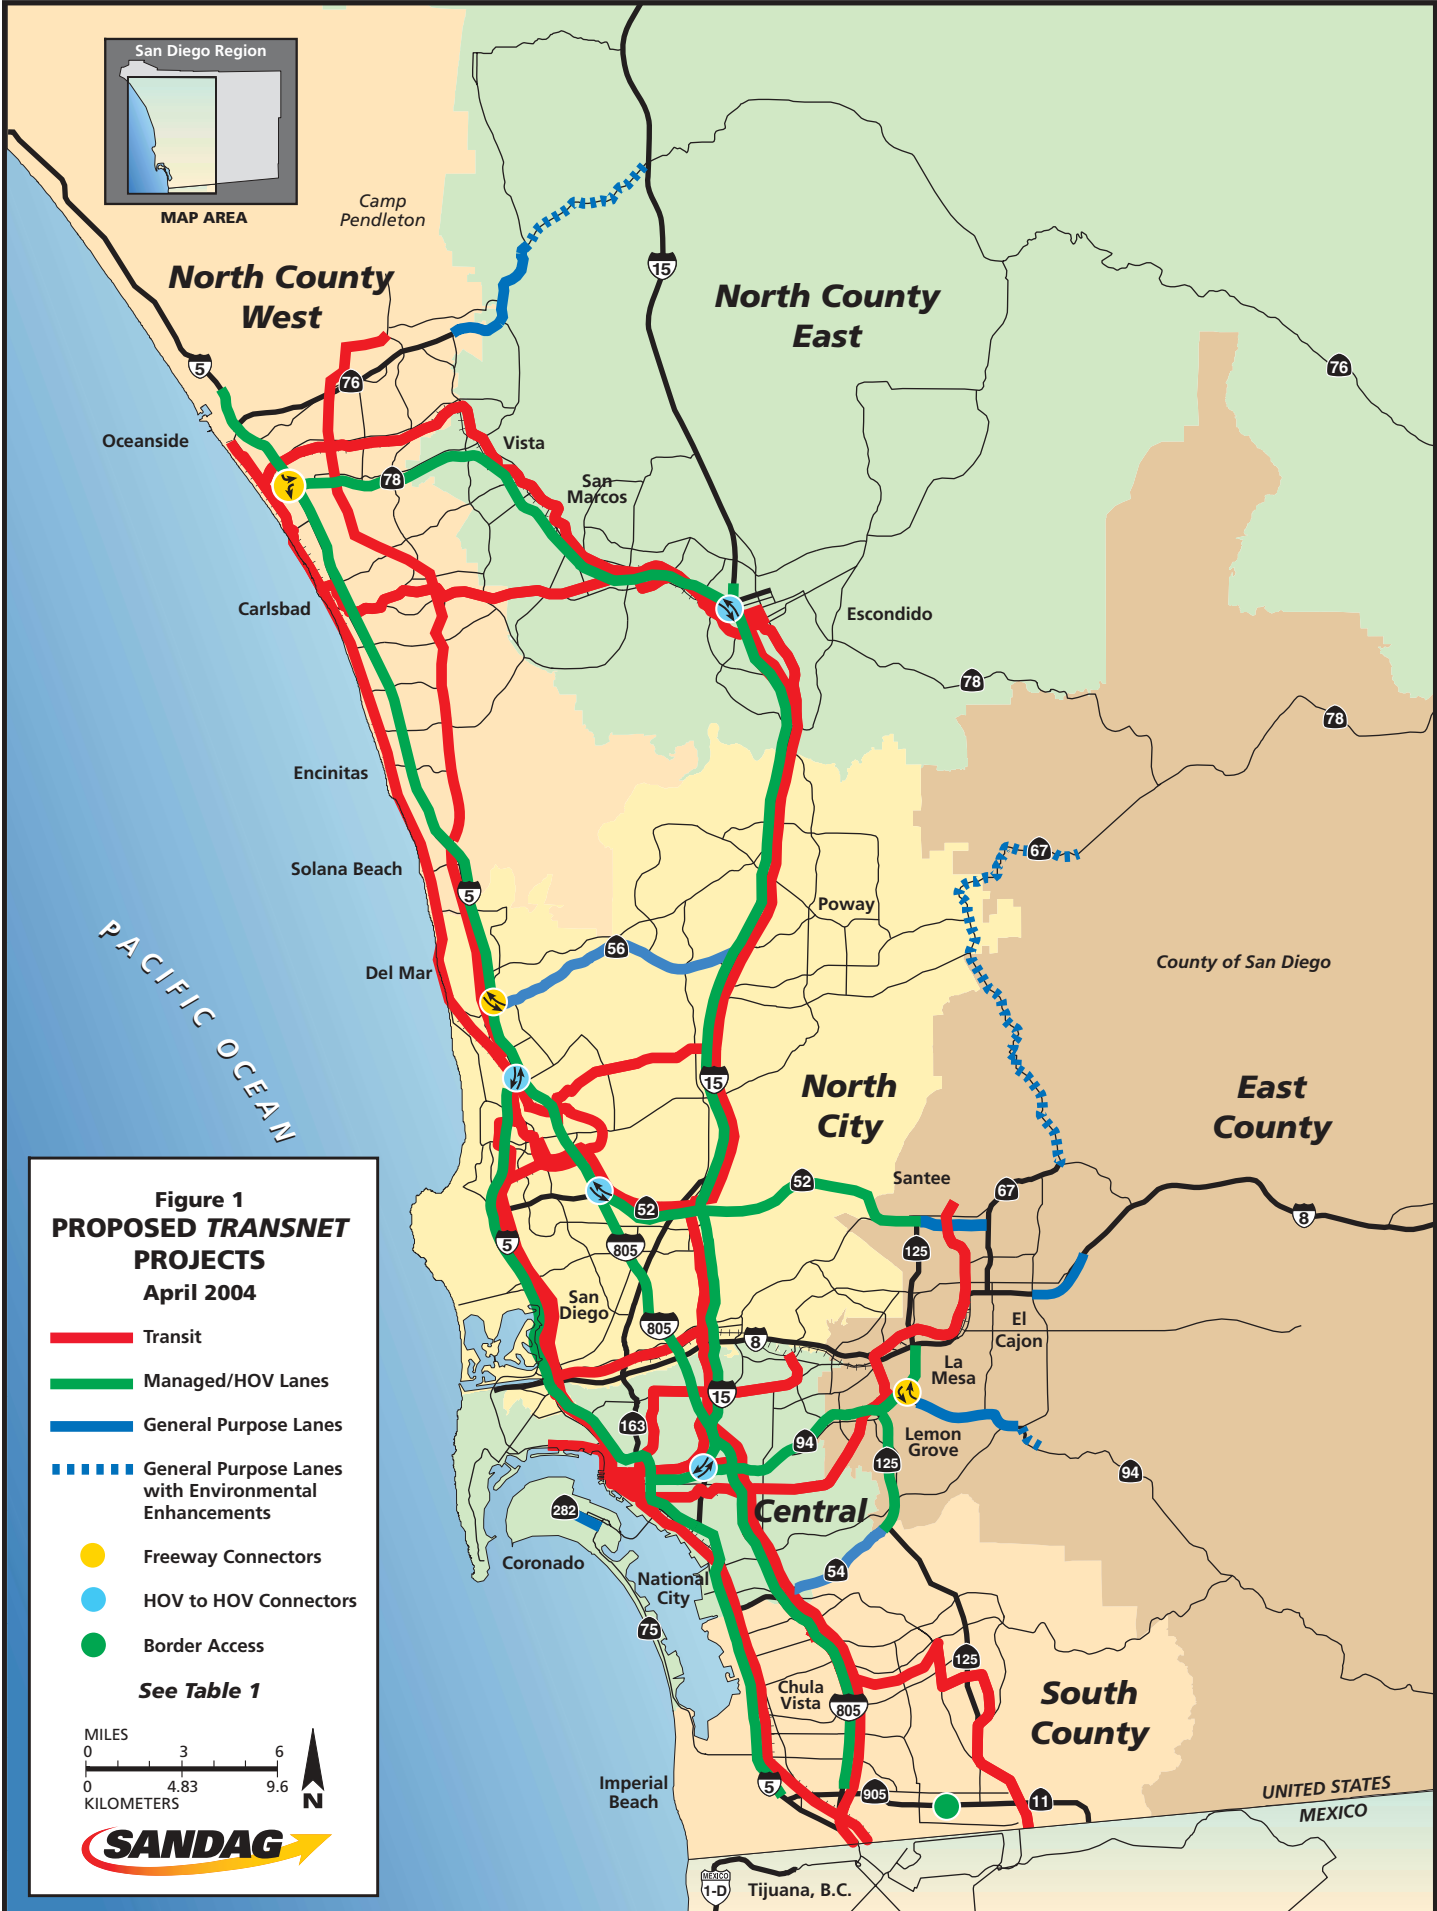 San Diego Region
MAP AREA
Camp
Pendleton
North County
West
North County
East
15
5
76
76
Oceanside
Vista
78
San
Marcos
Carlsbad
Escondido
78
78
Encinitas
Solana Beach
67
5
Poway
56
Del Mar
County of San Diego
PACIFIC OCEAN
15
North
City
East
County
Santee
52
67
52
8
5
805
125
San
Diego
805
8
El
Cajon
La
Mesa
15
163
94
Lemon
Grove
125
94
282
Central
Coronado
54
National
City
75
125
Chula
Vista
805
South
County
5
905
11
Imperial
Beach
UNITED STATES
MEXICO
MEXICO
1-D
Tijuana, B.C.
Figure 1
PROPOSED TRANSNET
PROJECTS
April 2004
Transit
Managed/HOV Lanes
General Purpose Lanes
General Purpose Lanes
with Environmental
Enhancements
Freeway Connectors
HOV to HOV Connectors
Border Access
See Table 1
MILES
0 3 6
0 4.83 9.6
KILOMETERS
N
SANDAG